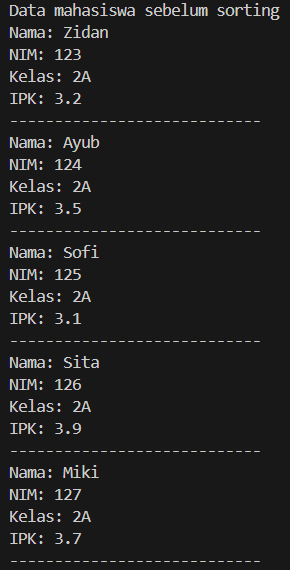 Data mahasiswa sebelum sorting
Nama: Zidan
NIM: 123
Kelas: 2A
IPK: 3.2
----------------------------
Nama: Ayub
NIM: 124
Kelas: 2A
IPK: 3.5
----------------------------
Nama: Sofi
NIM: 125
Kelas: 2A
IPK: 3.1
----------------------------
Nama: Sita
NIM: 126
Kelas: 2A
IPK: 3.9
----------------------------
Nama: Miki
NIM: 127
Kelas: 2A
IPK: 3.7
----------------------------